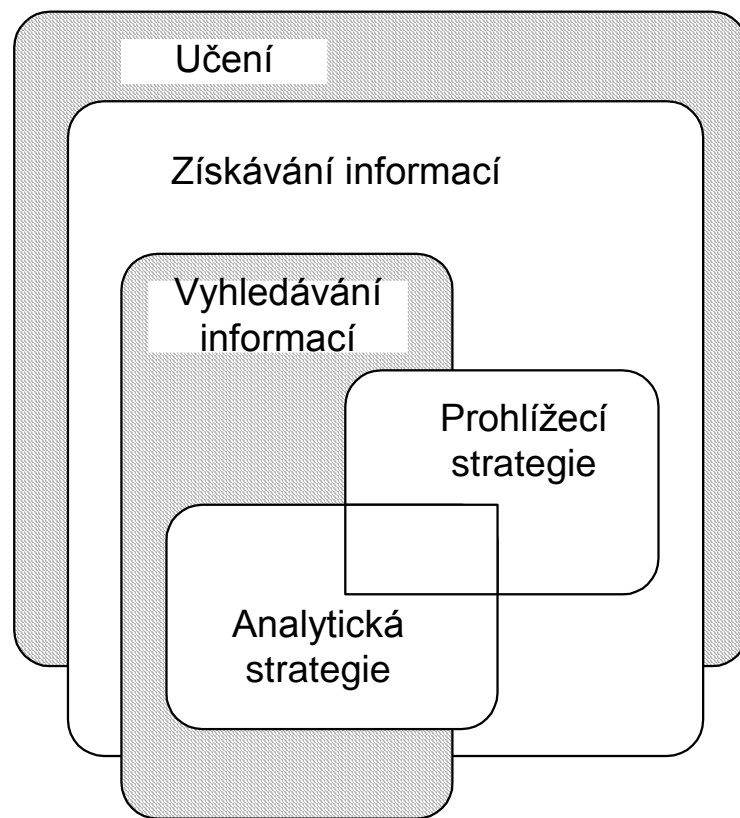 Učení
Získávání informací
Vyhledávání
informací
Prohlížecí
strategie
Analytická
strategie